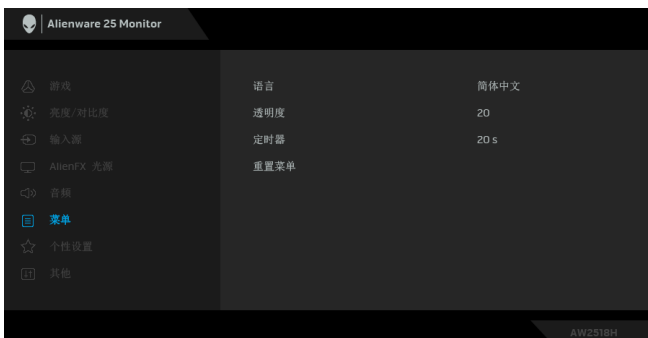 Alienware 25 Monitor
游戏
亮度/对比度
输入源
AlienFX 光源
音频
菜单
个性设置
其他
语言 简体中文
透明度 20
定时器 20 s
重置菜单
AW2518H